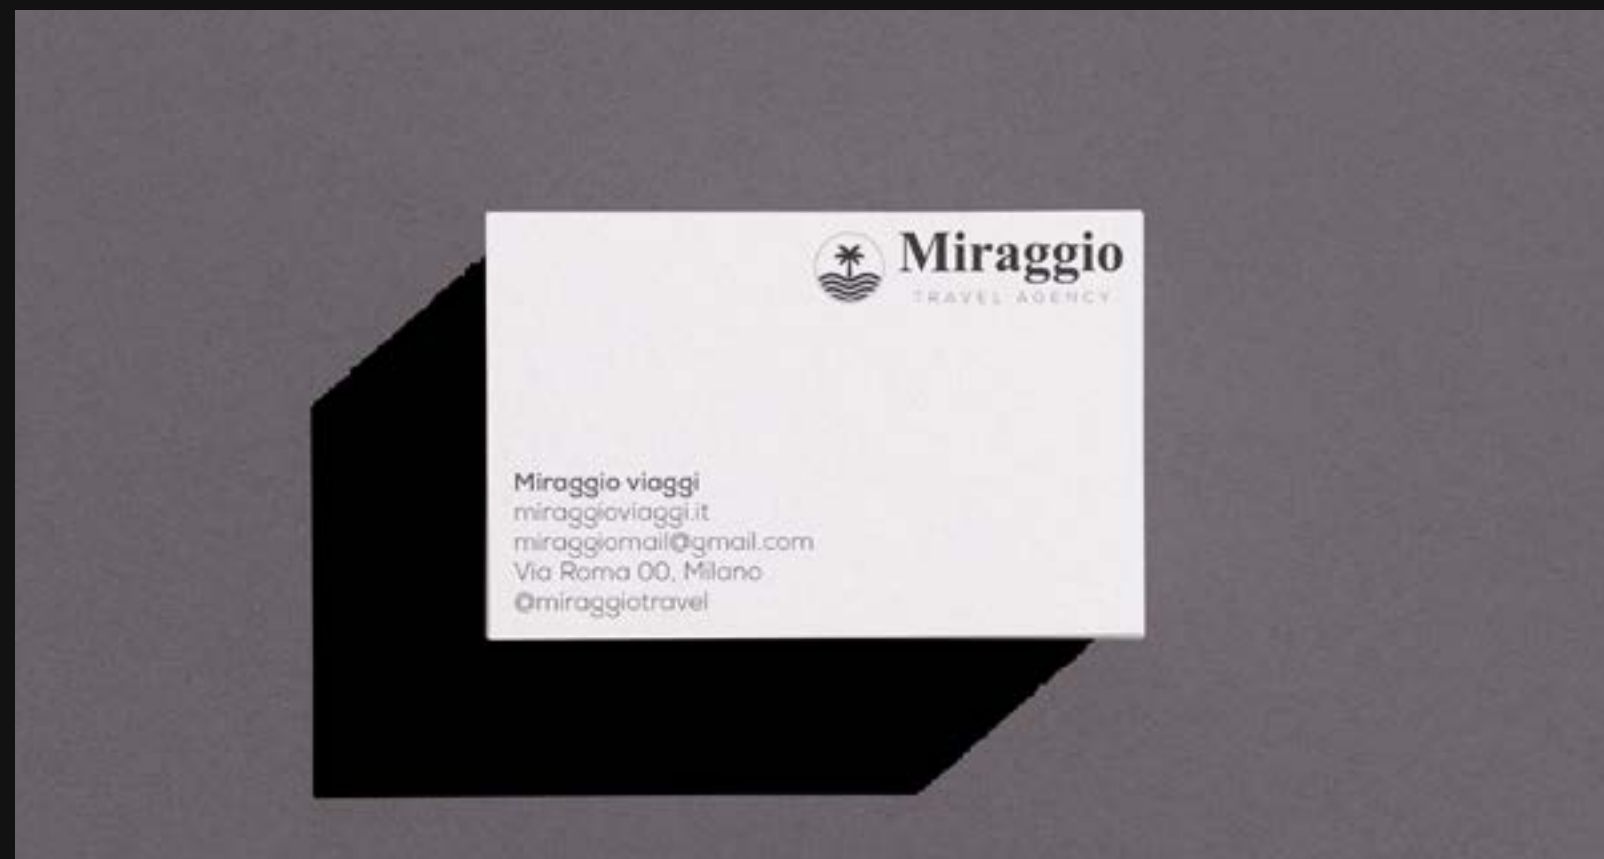 Miraggio
TRAVEL AGENCY
Miraggio viaggi
miraggioviaggi.it
miraggiomail@gmail.com
Via Roma 00, Milano
@miraggiotravel